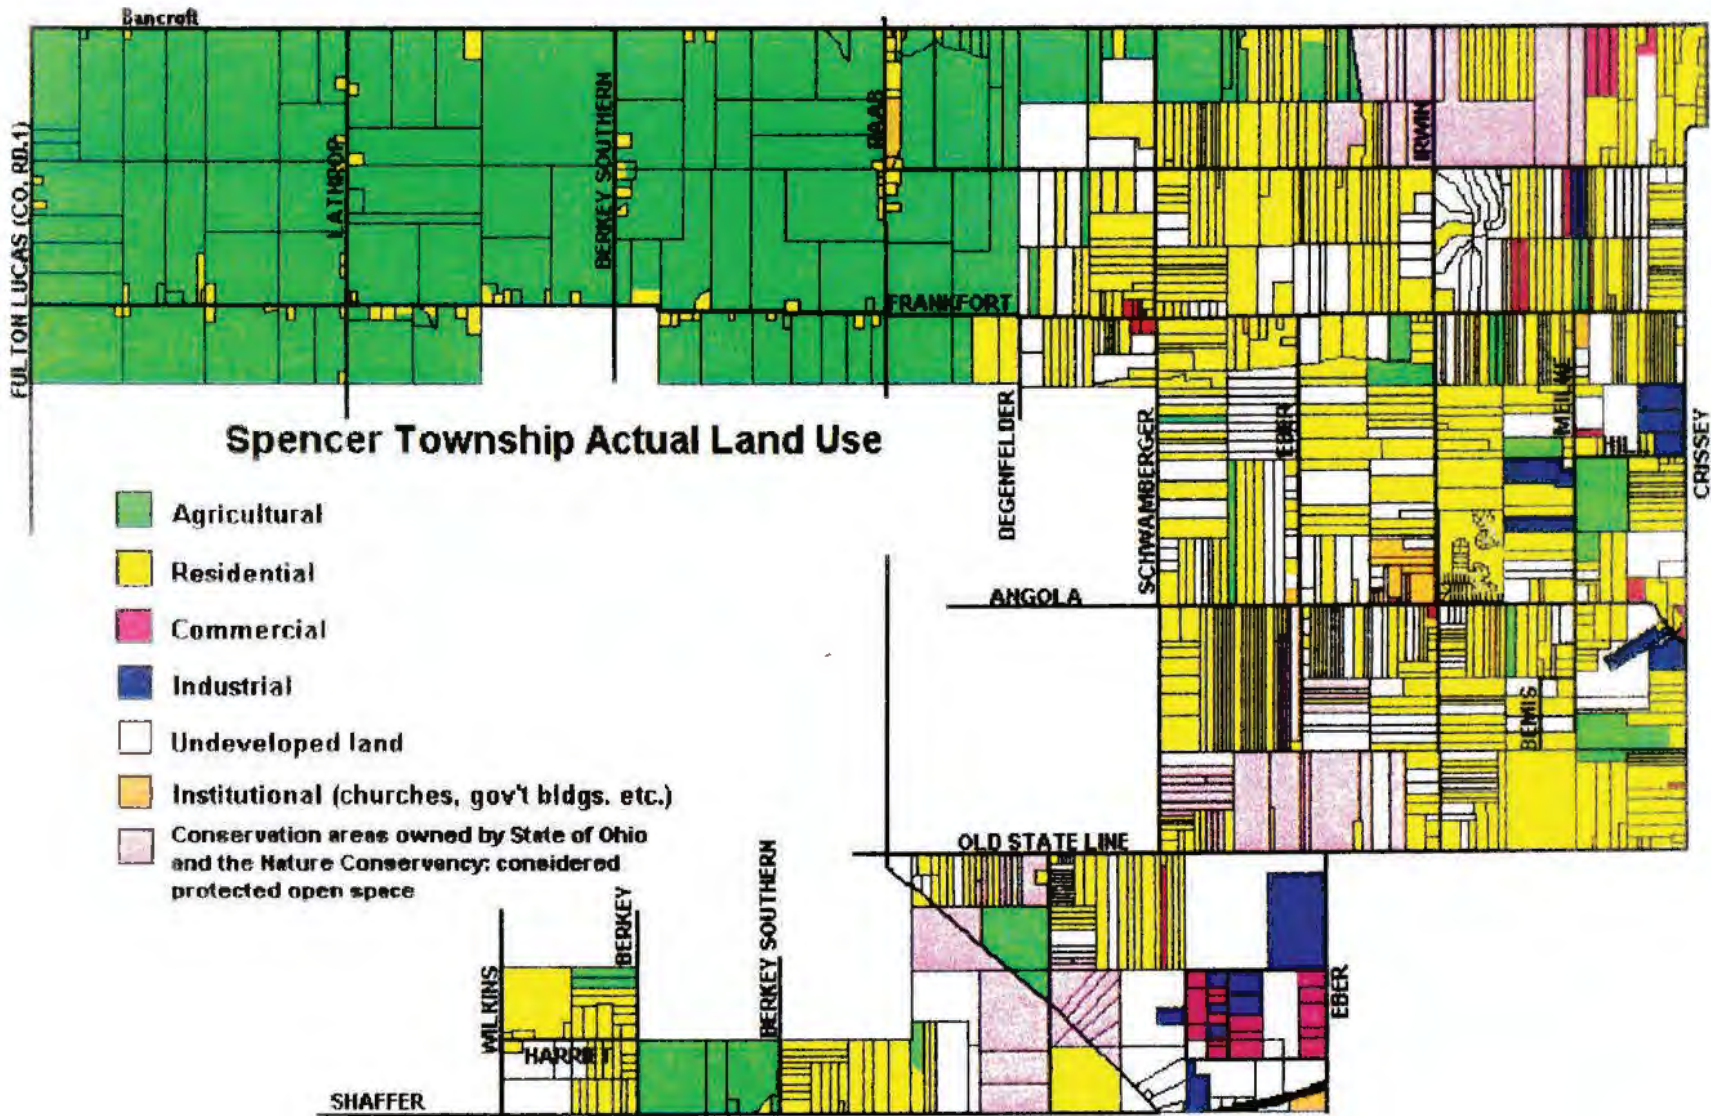 Bancroft
FULTON LUCAS (CO. RD.1)
LATHROP
BERKEY SOUTHERN
RAAB
IRWIN
FRANKFORT
Spencer Township Actual Land Use
DEGENFELDER
SCHWAMBERGER
EBER
MEILKE
HILL
CRISSEY
Agricultural
Residential
Commercial
Industrial
Undeveloped land
Institutional (churches, gov't bldgs. etc.)
Conservation areas owned by State of Ohio
and the Nature Conservancy: considered
protected open space
ANGOLA
BEMIS
OLD STATE LINE
WILKINS
BERKEY
BERKEY SOUTHERN
EBER
HARRIET
SHAFFER